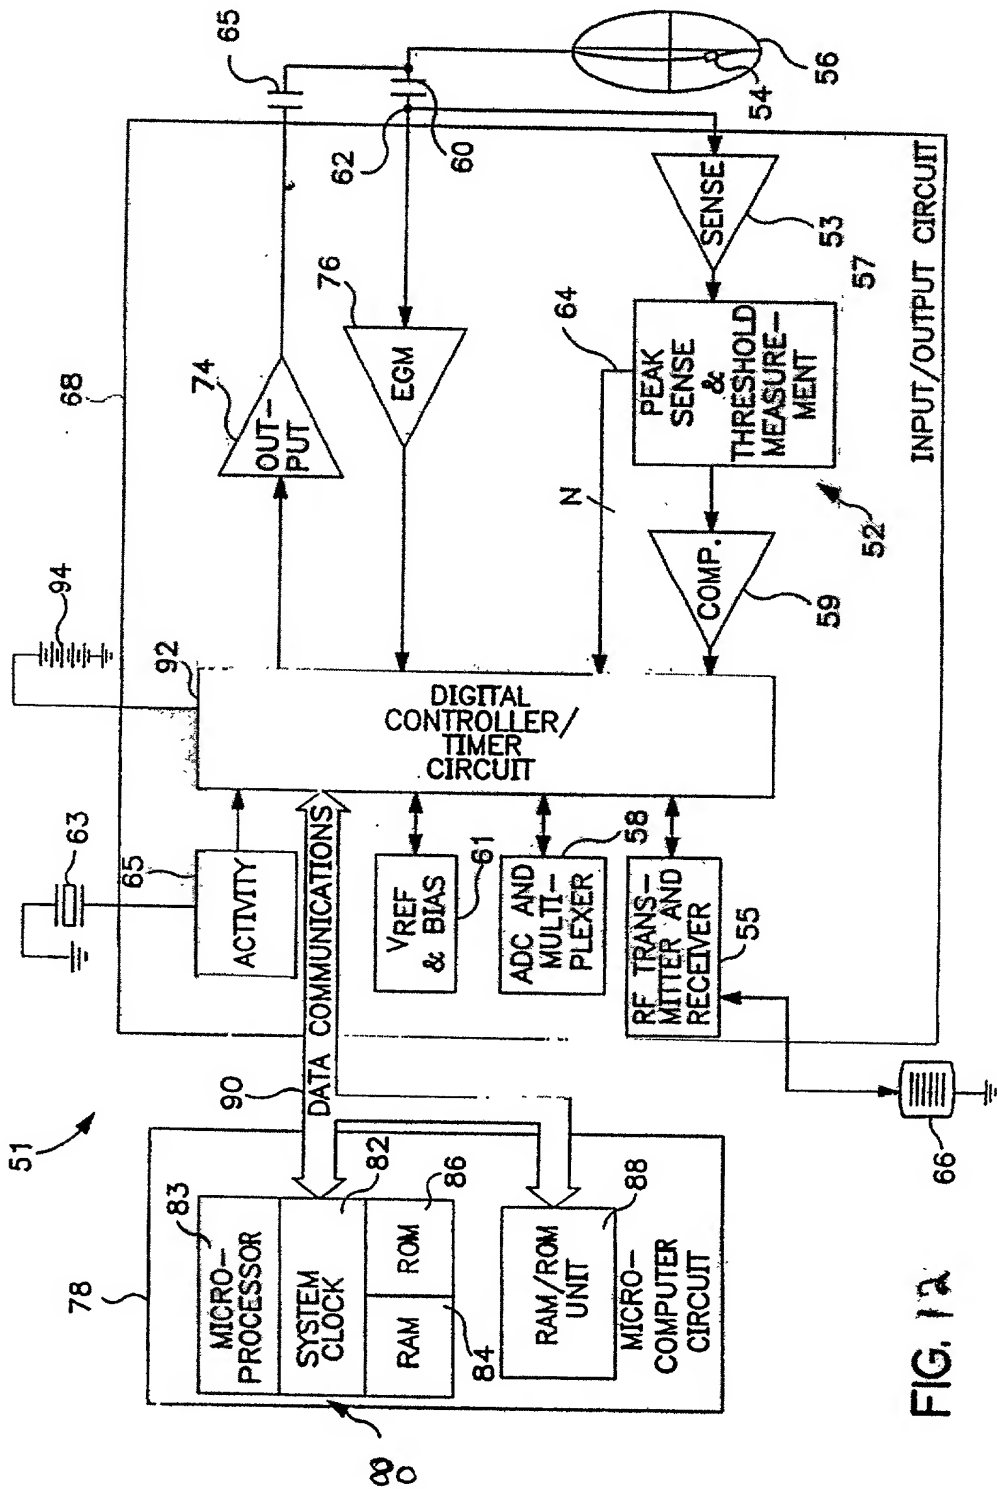 51
78
83
MICRO-
PROCESSOR
SYSTEM
CLOCK
82
RAM
ROM
86
84
80
RAM/ROM
UNIT
88
MICRO-
COMPUTER
CIRCUIT
90
DATA COMMUNICATIONS
68
63
65
ACTIVITY
VREF
& BIAS
61
ADC AND
MULTI-
PLEXER
58
RF TRANS-
MITTER AND
RECEIVER
55
66
94
92
DIGITAL
CONTROLLER/
TIMER
CIRCUIT
74
OUT-
PUT
76
EGM
65
62
60
56
54
64
N
SENSE
53
PEAK
SENSE
&
THRESHOLD
MEASURE-
MENT
57
COMP.
59
52
INPUT/OUTPUT CIRCUIT
FIG. 12